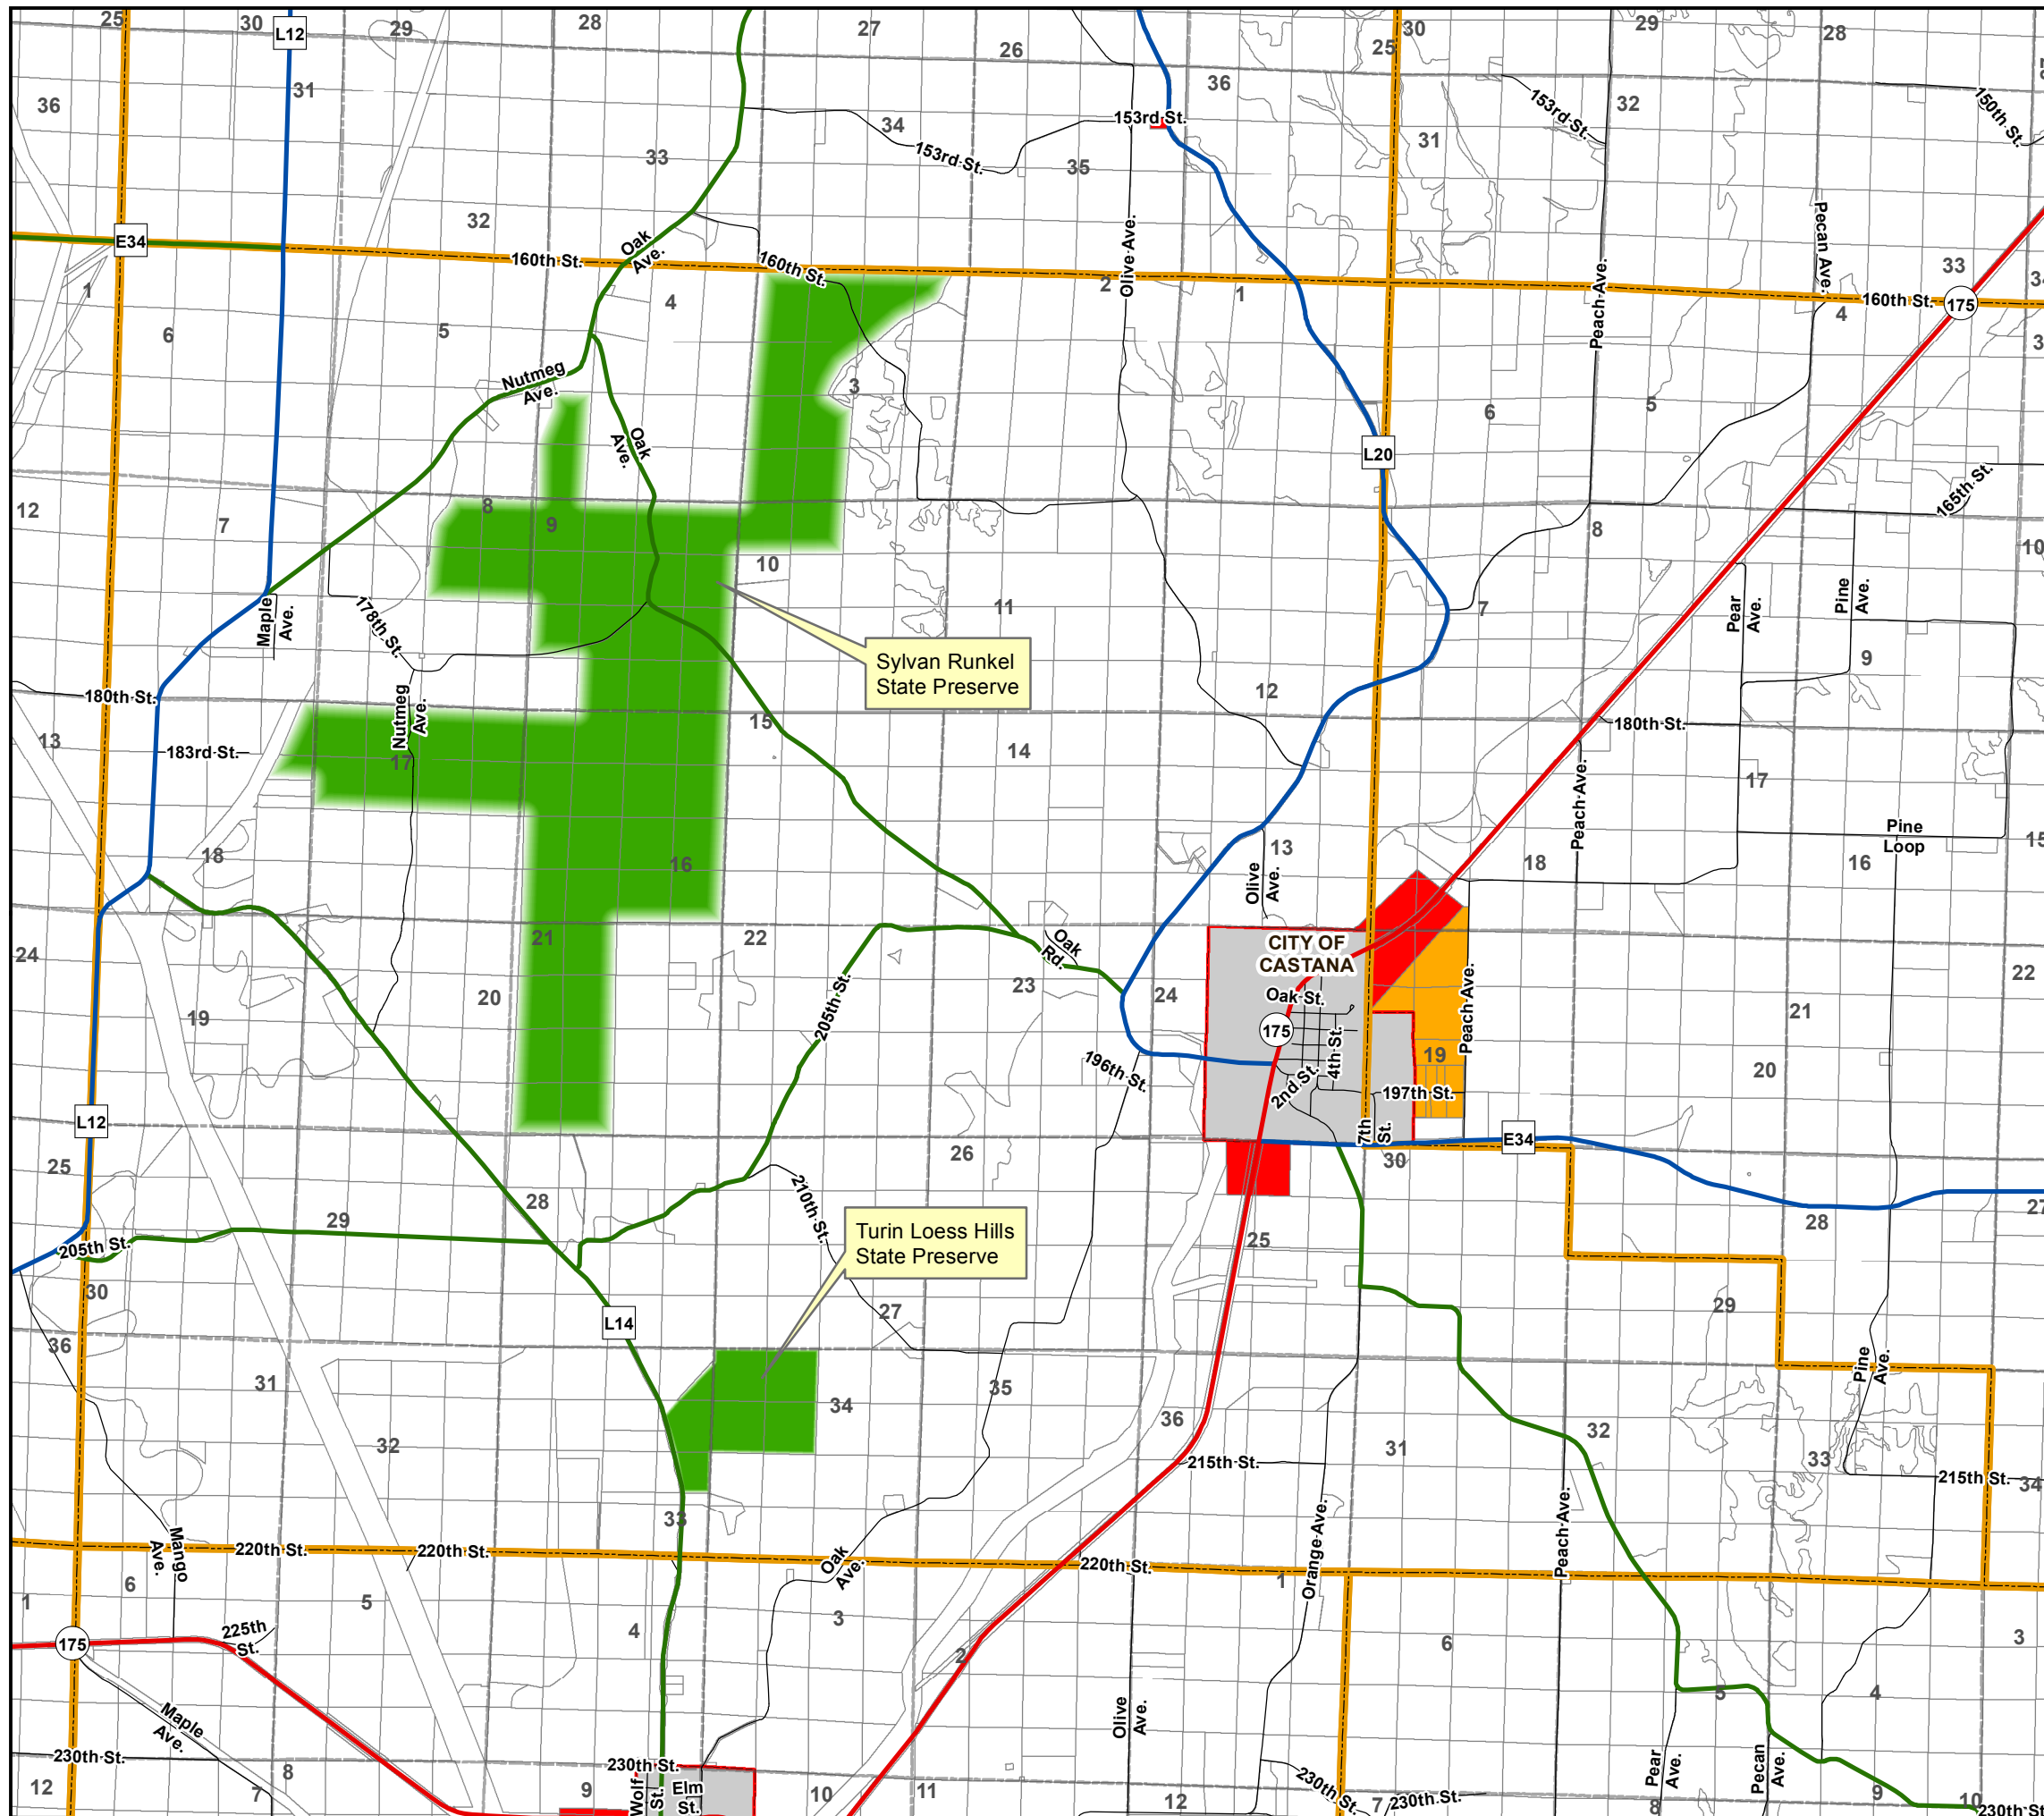 25
30
L12
29
28
27
26
36
25
30
29
28
36
31
34
153rd St.
153rd St.
32
150th St.
33
153rd St.
35
31
32
E34
160th St.
Oak
Ave.
160th St.
Olive Ave.
Peach Ave.
Pecan Ave.
33
34
1
6
5
4
2
1
160th St.
175
4
3
Nutmeg
Ave.
3
L20
6
5
Oak
Ave.
12
7
8
9
10
11
165th St.
8
10
Maple
Ave.
178th St.
Sylvan Runkel
State Preserve
7
Pear
Ave.
Pine
Ave.
9
180th St.
Nutmeg
Ave.
15
12
180th St.
13
183rd St.
17
14
Peach Ave.
17
18
16
Olive
Ave.
13
18
16
Pine
Loop
15
24
21
22
Oak
Rd.
CITY OF
CASTANA
22
20
19
205th St.
23
24
Oak St.
175
4th St.
Peach Ave.
19
21
20
L12
196th St.
2nd St.
197th St.
7th
St.
E34
25
26
30
28
29
210th St.
205th St.
Turin Loess Hills
State Preserve
25
28
27
30
27
29
36
L14
31
34
35
36
Pine
Ave.
32
31
32
33
215th St.
215th St.
34
33
Orange Ave.
Peach Ave.
Mango
Ave.
220th St.
220th St.
Oak
Ave.
220th St.
1
6
5
1
4
3
2
6
3
175
225th
St.
5
4
Maple
Ave.
Olive
Ave.
230th St.
230th St.
Pear
Ave.
Pecan
Ave.
12
7
8
9
Wolf
St.
Elm
St.
10
11
12
230th St.
7
230th St.
8
10
230th St.